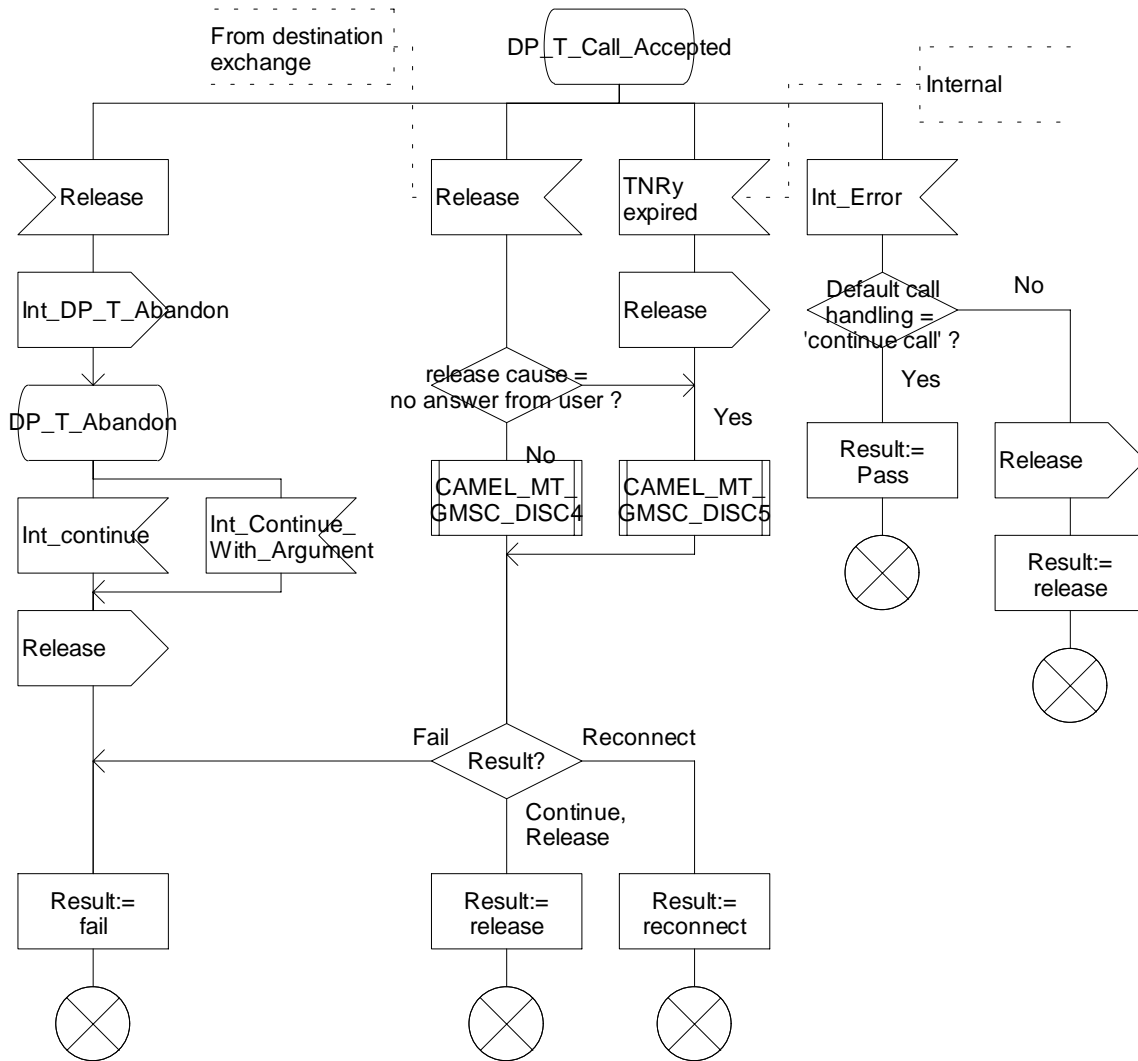 From destination
exchange
DP_T_Call_Accepted
Internal
Release
Release
TNRy
expired
Int_Error
Int_DP_T_Abandon
Release
Default call
handling =
'continue call' ?
No
Yes
release cause =
no answer from user ?
Yes
No
DP_T_Abandon
Result:=
Pass
Release
CAMEL_MT_
GMSC_DISC4
CAMEL_MT_
GMSC_DISC5
Int_continue
Int_Continue_
With_Argument
Result:=
release
Release
Fail
Result?
Reconnect
Continue,
Release
Result:=
fail
Result:=
release
Result:=
reconnect